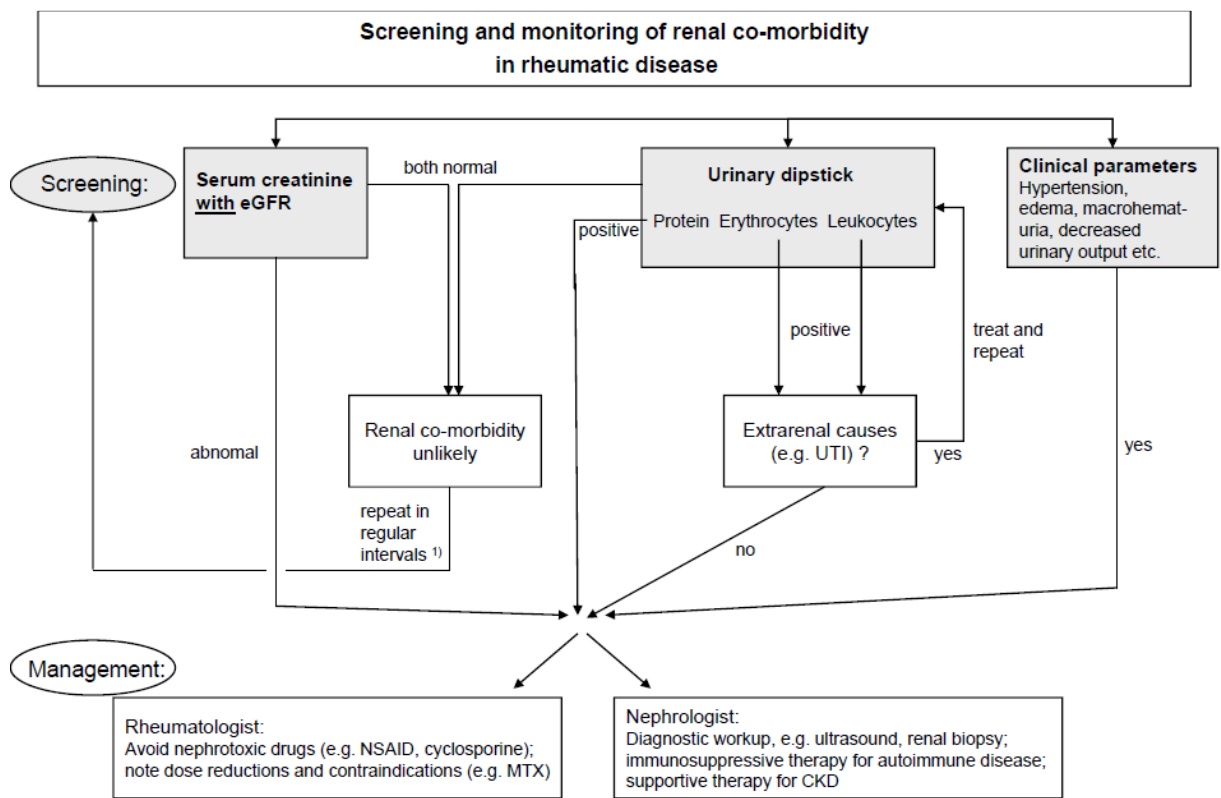 Screening and monitoring of renal co-morbidity
in rheumatic disease
Screening:
Serum creatinine
with eGFR
both normal
Urinary dipstick
positive
Protein Erythrocytes Leukocytes
Clinical parameters
Hypertension,
edema, macrohemat-
uria, decreased
urinary output etc.
positive
treat and
repeat
abnomal
Renal co-morbidity
unlikely
Extrarenal causes
(e.g. UTI) ?
yes
yes
repeat in
regular
intervals 1)
no
Management:
Rheumatologist:
Avoid nephrotoxic drugs (e.g. NSAID, cyclosporine);
note dose reductions and contraindications (e.g. MTX)
Nephrologist:
Diagnostic workup, e.g. ultrasound, renal biopsy;
immunosuppressive therapy for autoimmune disease;
supportive therapy for CKD